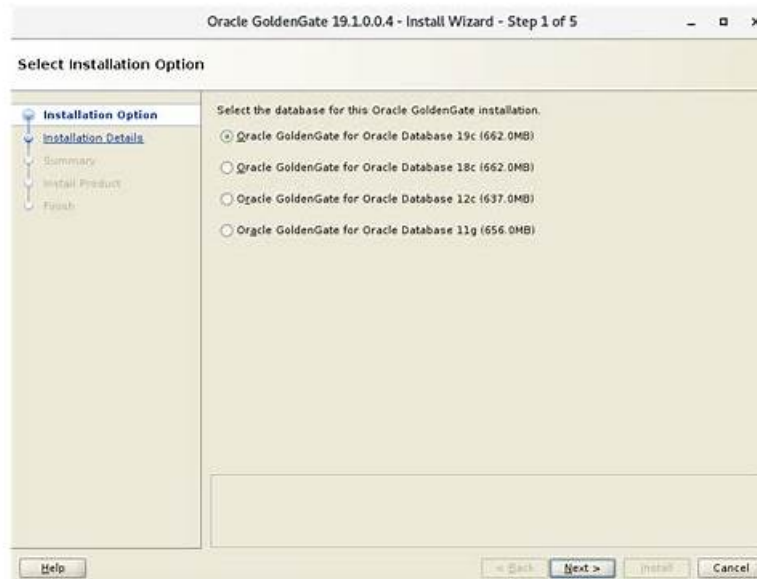 Oracle GoldenGate 19.1.0.0.4 - Install Wizard - Step 1 of 5
Select Installation Option
Installation Option
Installation Details
Summary
Install Product
Finish
Select the database for this Oracle GoldenGate installation.
Oracle GoldenGate for Oracle Database 19c (662.0MB)
Oracle GoldenGate for Oracle Database 18c (662.0MB)
Oracle GoldenGate for Oracle Database 12c (637.0MB)
Oracle GoldenGate for Oracle Database 11g (656.0MB)
Help
< Back
Next >
Install
Cancel